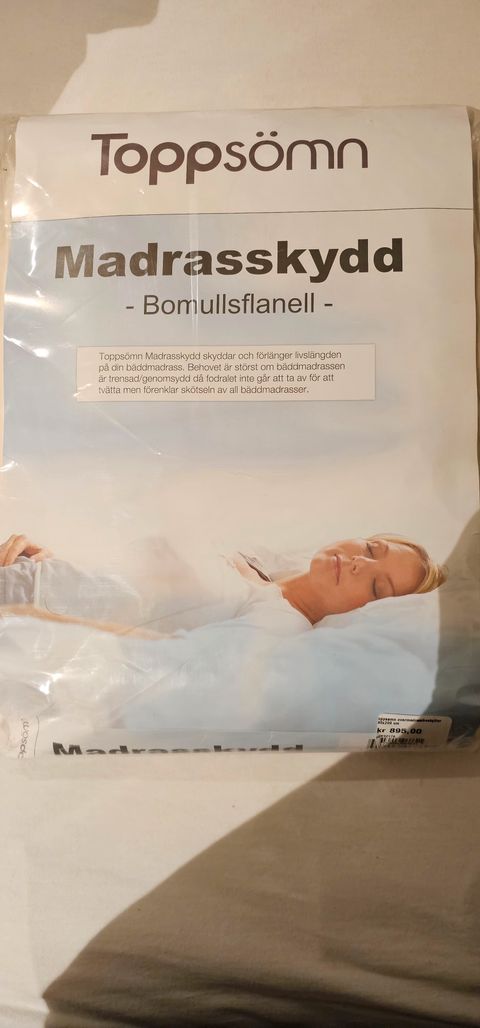 Toppsömn
Madrasskydd
- Bomullsflanell -
Toppsömn Madrasskydd skyddar och förlänger livslängden
på din bäddmadrass. Behovet är störst om bäddmadrassen
är trensad/genomsydd då fodralet inte går att ta av för att
tvätta men förenklar skötseln av all bäddmadrasser.
kr 895,00
Madrasskydd